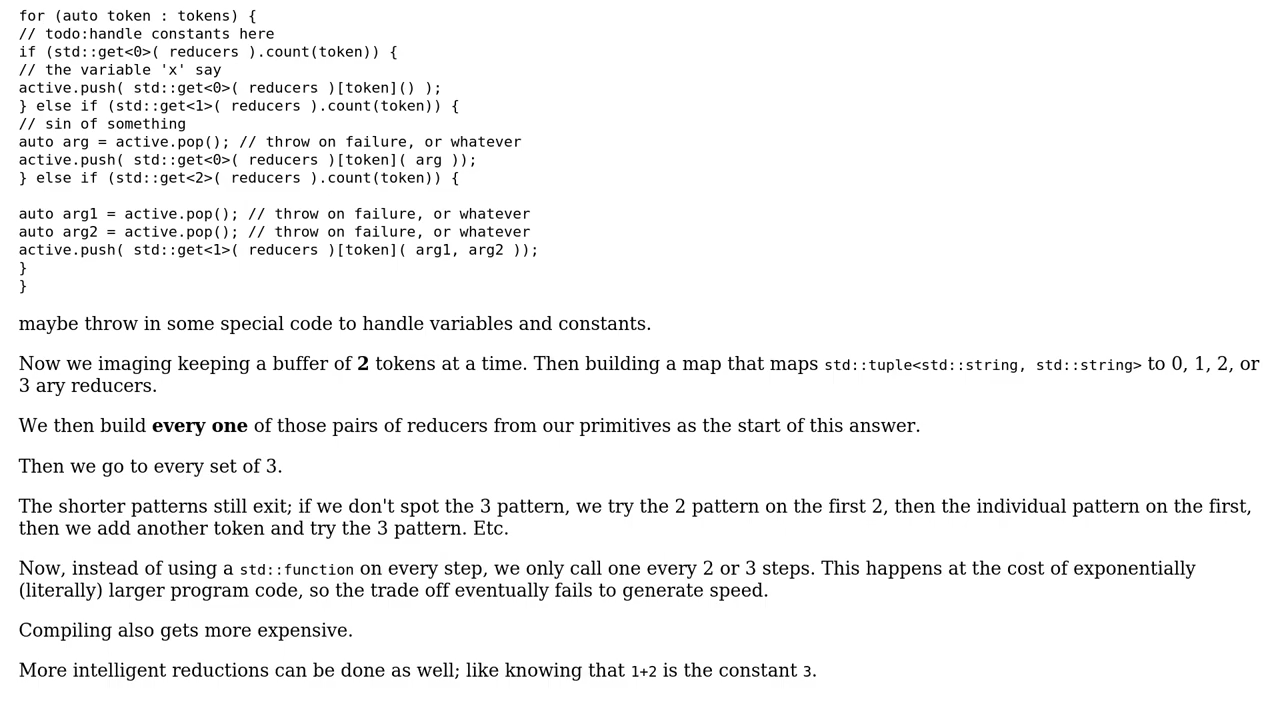 for (auto token : tokens) {
// todo:handle constants here
if (std::get<0>( reducers ).count(token)) {
// the variable 'x' say
active.push( std::get<0>( reducers )[token]() );
} else if (std::get<1>( reducers ).count(token)) {
// sin of something
auto arg = active.pop(); // throw on failure, or whatever
active.push( std::get<0>( reducers )[token]( arg ));
} else if (std::get<2>( reducers ).count(token)) {
auto arg1 = active.pop(); // throw on failure, or whatever
auto arg2 = active.pop(); // throw on failure, or whatever
active.push( std::get<1>( reducers )[token]( arg1, arg2 ));
}
}
maybe throw in some special code to handle variables and constants.
Now we imaging keeping a buffer of 2 tokens at a time. Then building a map that maps std::tuple<std::string, std::string> to 0, 1, 2, or
3 ary reducers.
We then build every one of those pairs of reducers from our primitives as the start of this answer.
Then we go to every set of 3.
The shorter patterns still exit; if we don't spot the 3 pattern, we try the 2 pattern on the first 2, then the individual pattern on the first,
then we add another token and try the 3 pattern. Etc.
Now, instead of using a std::function on every step, we only call one every 2 or 3 steps. This happens at the cost of exponentially
(literally) larger program code, so the trade off eventually fails to generate speed.
Compiling also gets more expensive.
More intelligent reductions can be done as well; like knowing that 1+2 is the constant 3.